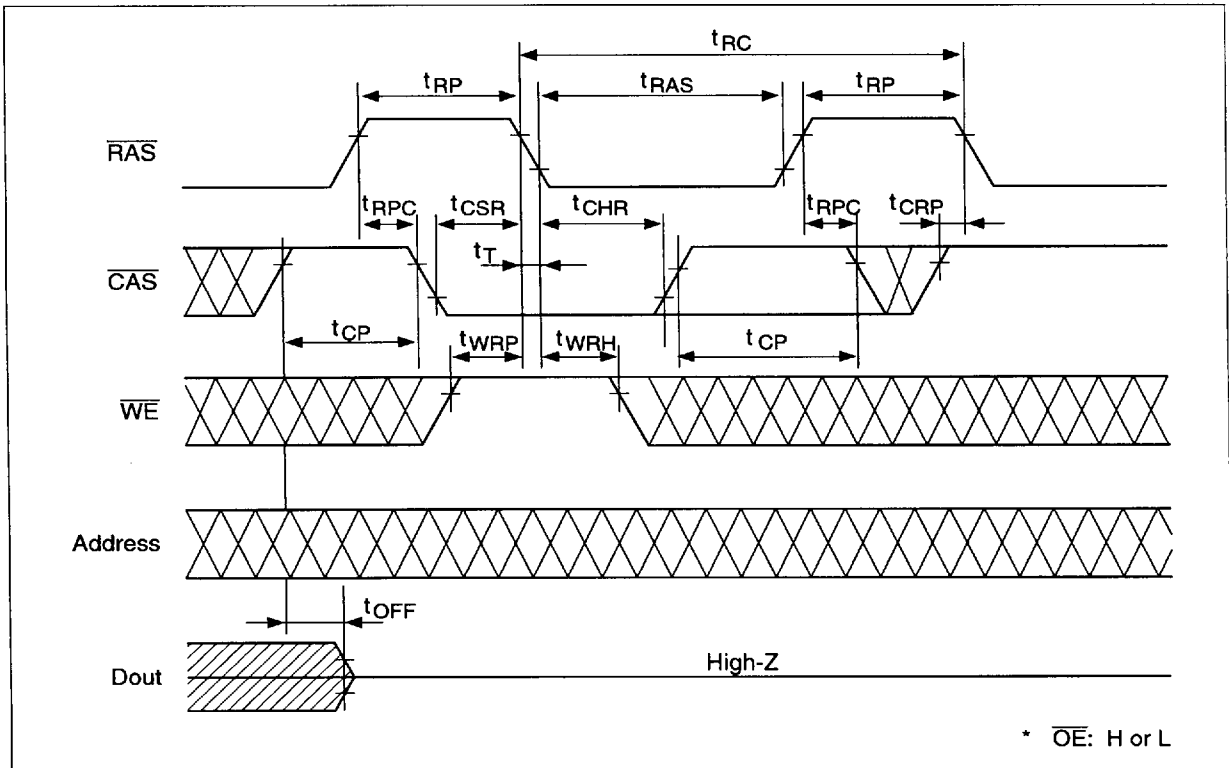 tRC
tRP tRAS tRP
RAS
tRPC tCSR tCHR tRPC tCRP
tT
CAS
tCP tWRP tWRH tCP
WE
Address
tOFF
Dout High-Z
* OE: H or L